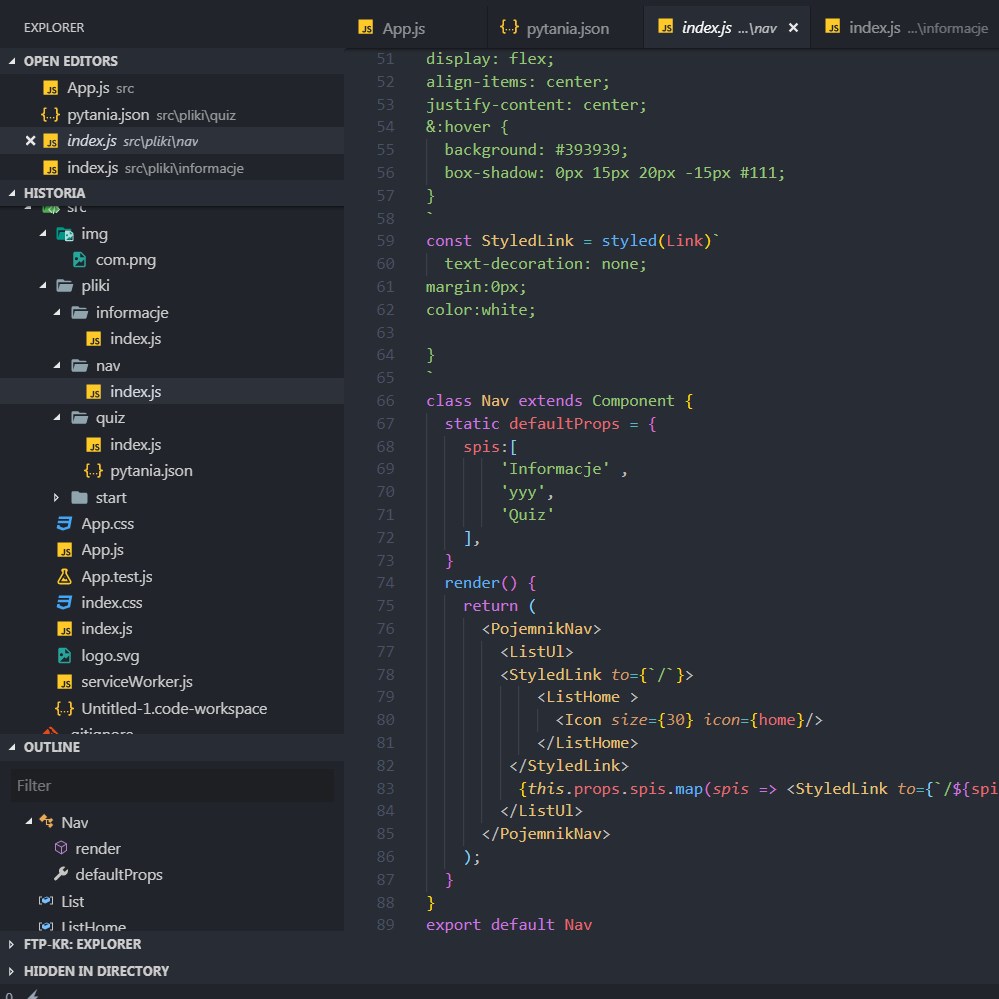 EXPLORER
OPEN EDITORS
App.js src
pytania.json src\pliki\quiz
index.js src\pliki\nav
index.js src\pliki\informacje
HISTORIA
src
img
com.png
pliki
informacje
index.js
nav
index.js
quiz
index.js
pytania.json
start
App.css
App.js
App.test.js
index.css
index.js
logo.svg
serviceWorker.js
Untitled-1.code-workspace
.gitignore
OUTLINE
Filter
Nav
render
defaultProps
List
ListHome
FTP-KR: EXPLORER
HIDDEN IN DIRECTORY
0
App.js
pytania.json
index.js ...\nav
index.js ...\informacje
51 display: flex;
52 align-items: center;
53 justify-content: center;
54 &:hover {
55 background: #393939;
56 box-shadow: 0px 15px 20px -15px #111;
57 }
58 `
59 const StyledLink = styled(Link)`
60 text-decoration: none;
61 margin:0px;
62 color:white;
63
64 }
65 `
66 class Nav extends Component {
67 static defaultProps = {
68 spis:[
69 'Informacje' ,
70 'yyy',
71 'Quiz'
72 ],
73 }
74 render() {
75 return (
76 <PojemnikNav>
77 <ListUl>
78 <StyledLink to={`/`}>
79 <ListHome >
80 <Icon size={30} icon={home}/>
81 </ListHome>
82 </StyledLink>
83 {this.props.spis.map(spis => <StyledLink to={`/${spi
84 </ListUl>
85 </PojemnikNav>
86 );
87 }
88 }
89 export default Nav